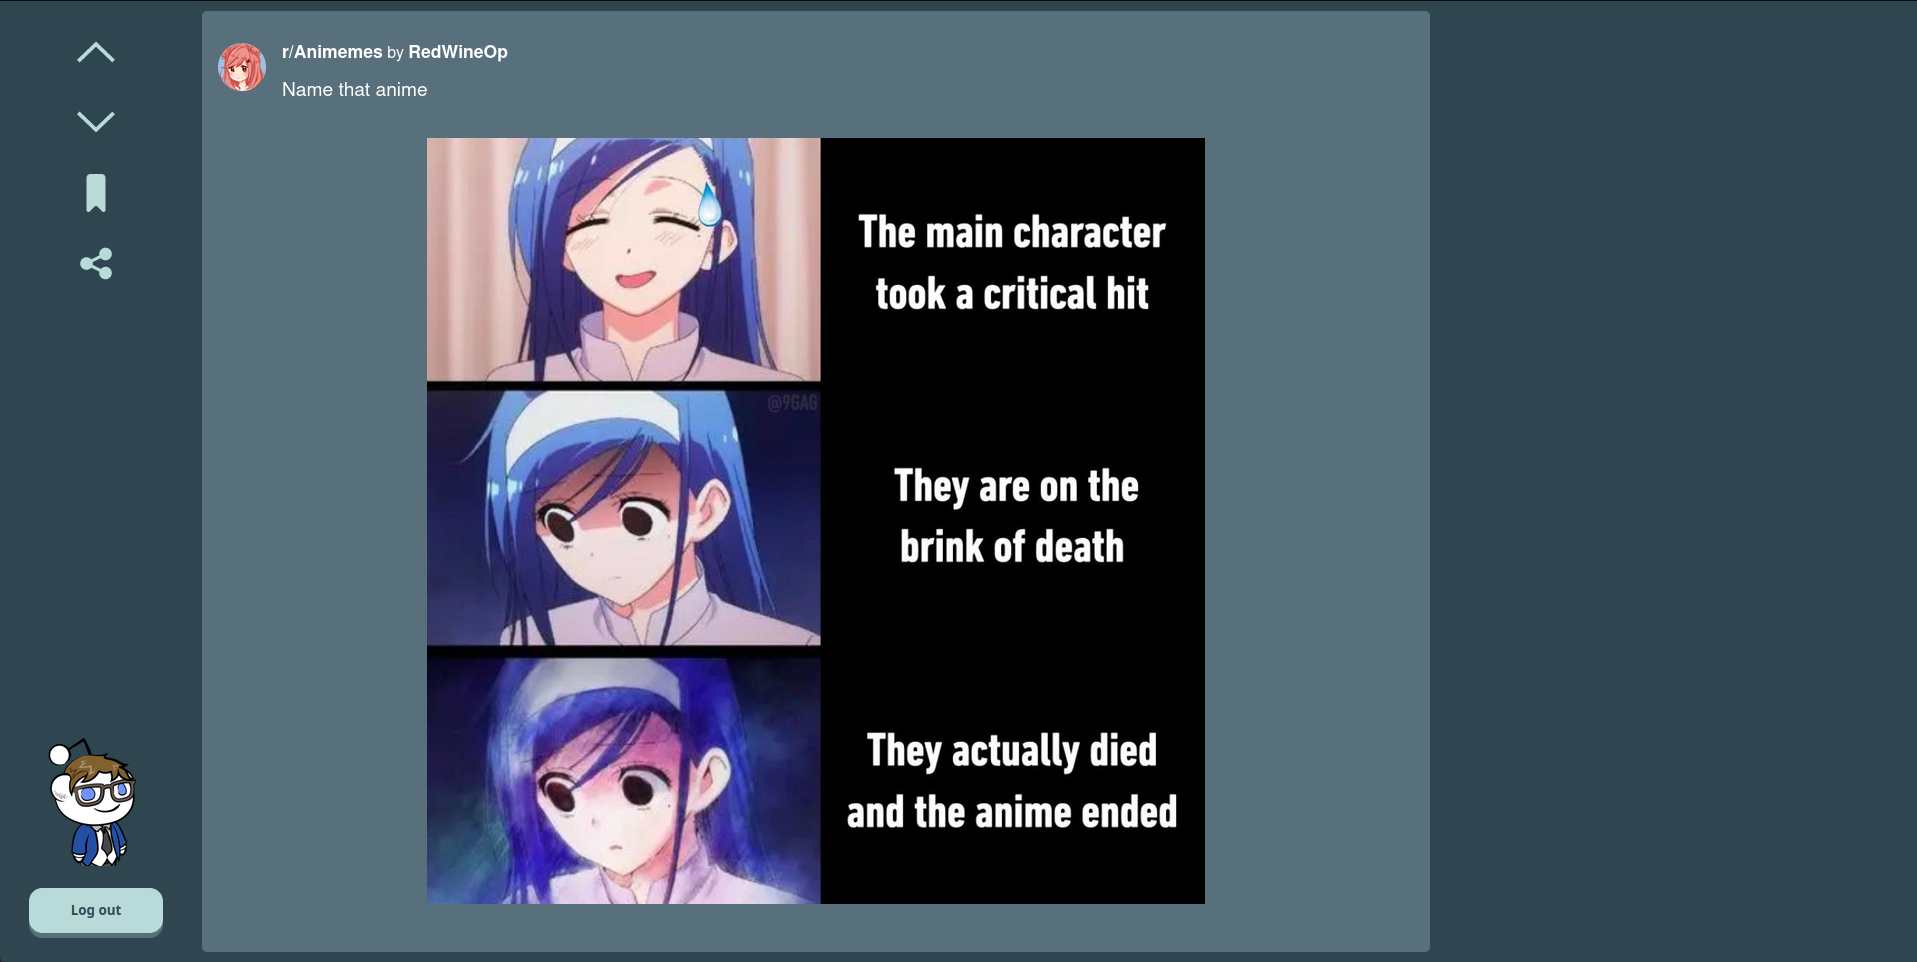 r/Animemes by RedWineOp
Name that anime
The main character
took a critical hit
@9GAG
They are on the
brink of death
They actually died
and the anime ended
Log out